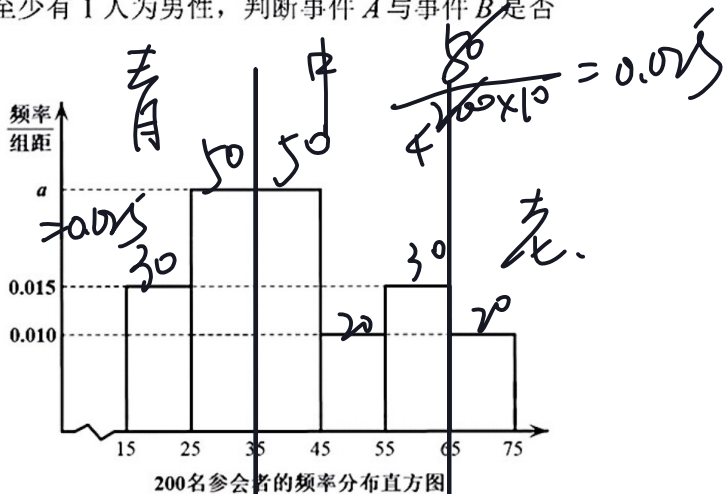 至少有 1 人为男性，判断事件 A 与事件 B 是否
青 中 50/(200×10) = 0.025
4
频率
组距
50 50
a
=0.025
30 30 老.
0.015
20 20
0.010
15 25 35 45 55 65 75
200名参会者的频率分布直方图